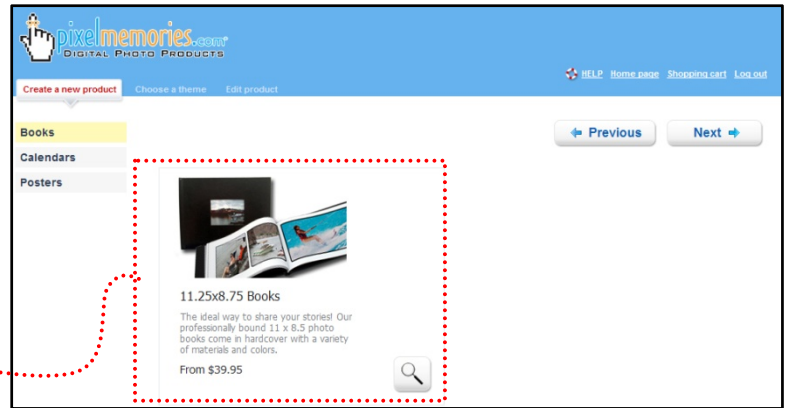 pixelmemories.com
DIGITAL PHOTO PRODUCTS
HELP Home page Shopping cart Log out
Create a new product Choose a theme Edit product
Books
Previous Next
Calendars
Posters
11.25x8.75 Books
The ideal way to share your stories! Our
professionally bound 11 x 8.5 photo
books come in hardcover with a variety
of materials and colors.
From $39.95